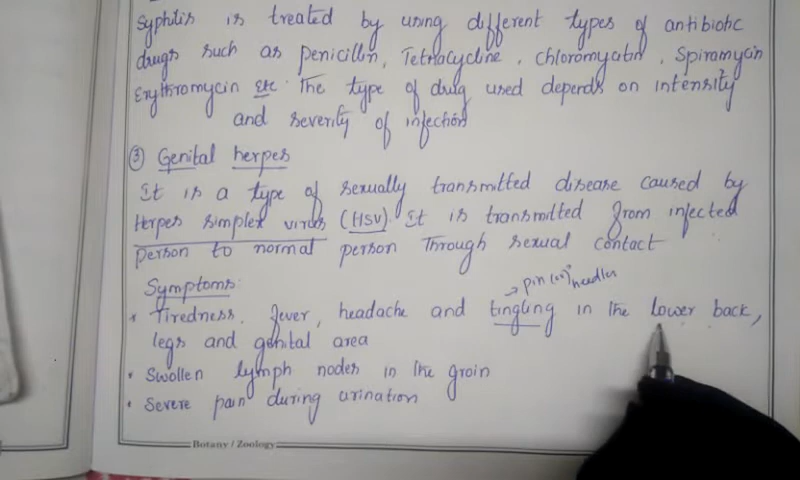 Syphilis is treated by using different types of antibiotic
drugs such as penicillin, Tetracycline, Chloromycetin, Spiramycin
Erythromycin etc. The type of drug used depends on intensity
and severity of infection
③ Genital herpes
It is a type of sexually transmitted disease caused by
Herpes simplex virus (HSV). It is transmitted from infected
person to normal person Through sexual contact
Symptoms:
→ pin (or) needles
* Tiredness, fever, headache and tingling in the lower back,
legs and genital area
* Swollen lymph nodes in the groin
* Severe pain during urination
Botany / Zoology